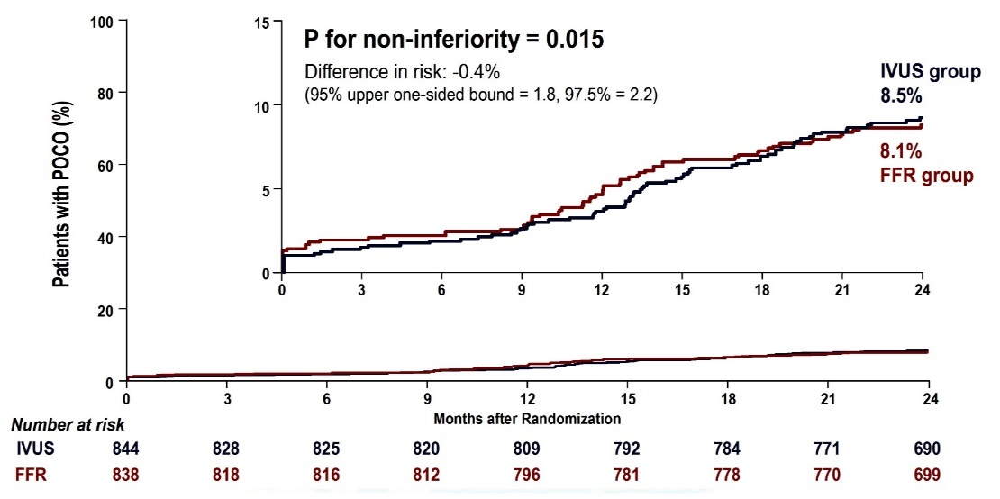 P for non-inferiority = 0.015
Difference in risk: -0.4%
(95% upper one-sided bound = 1.8, 97.5% = 2.2)
IVUS group
8.5%
8.1%
FFR group
15
10
5
0
0 3 6 9 12 15 18 21 24
Patients with POCO (%)
100
80
60
40
20
0
0 3 6 9 12 15 18 21 24
Months after Randomization
Number at risk
IVUS 844 828 825 820 809 792 784 771 690
FFR 838 818 816 812 796 781 778 770 699